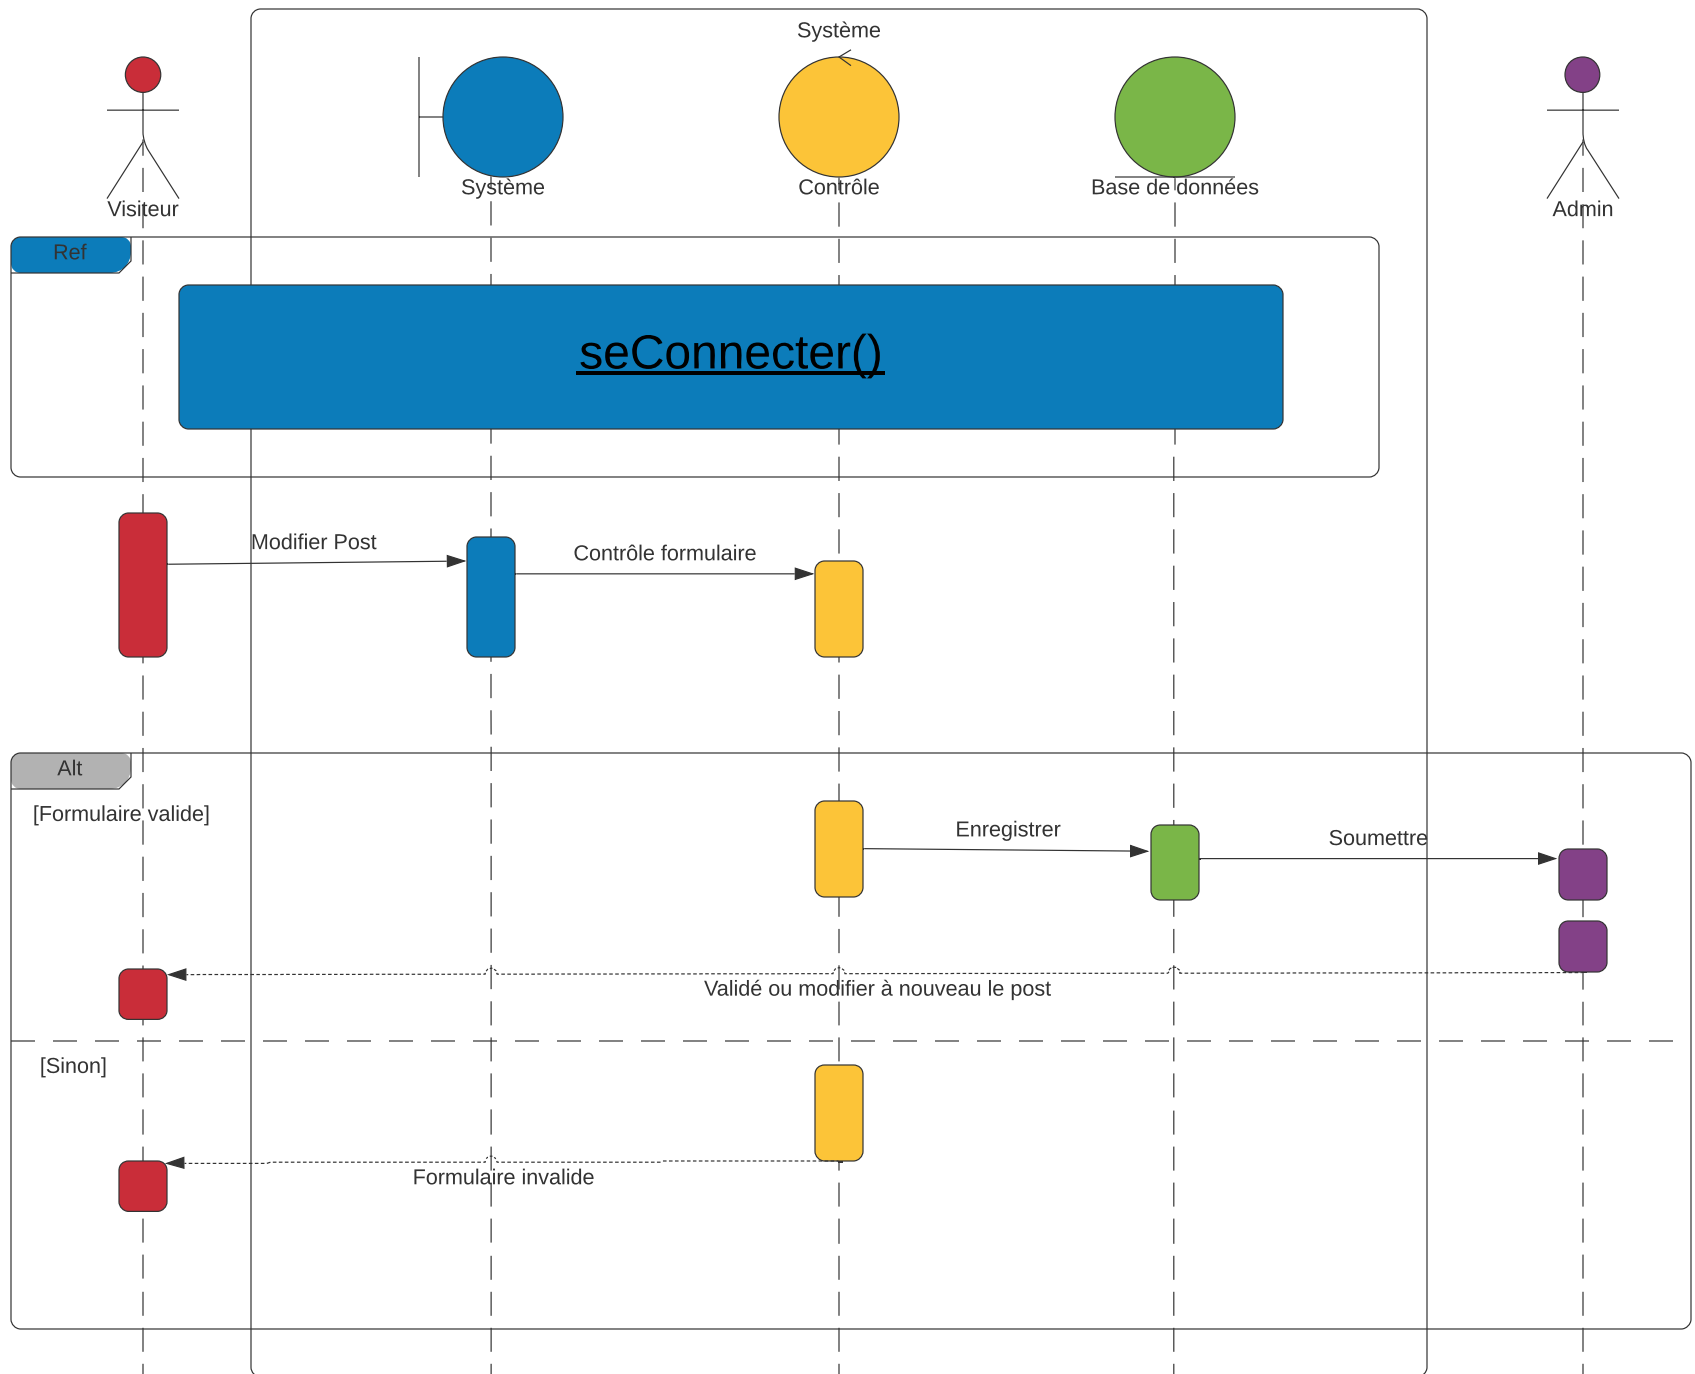 Système
Système
Contrôle
Base de données
Visiteur
Admin
Ref
seConnecter()
Modifier Post
Contrôle formulaire
Alt
[Formulaire valide]
Enregistrer
Soumettre
Validé ou modifier à nouveau le post
[Sinon]
Formulaire invalide